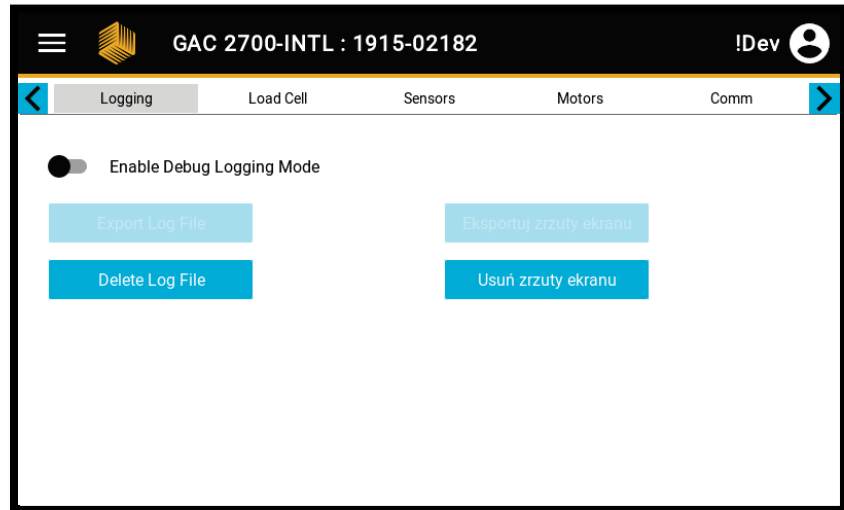 GAC 2700-INTL : 1915-02182 !Dev
Logging Load Cell Sensors Motors Comm
Enable Debug Logging Mode
Export Log File Eksportuj zrzuty ekranu
Delete Log File Usuń zrzuty ekranu